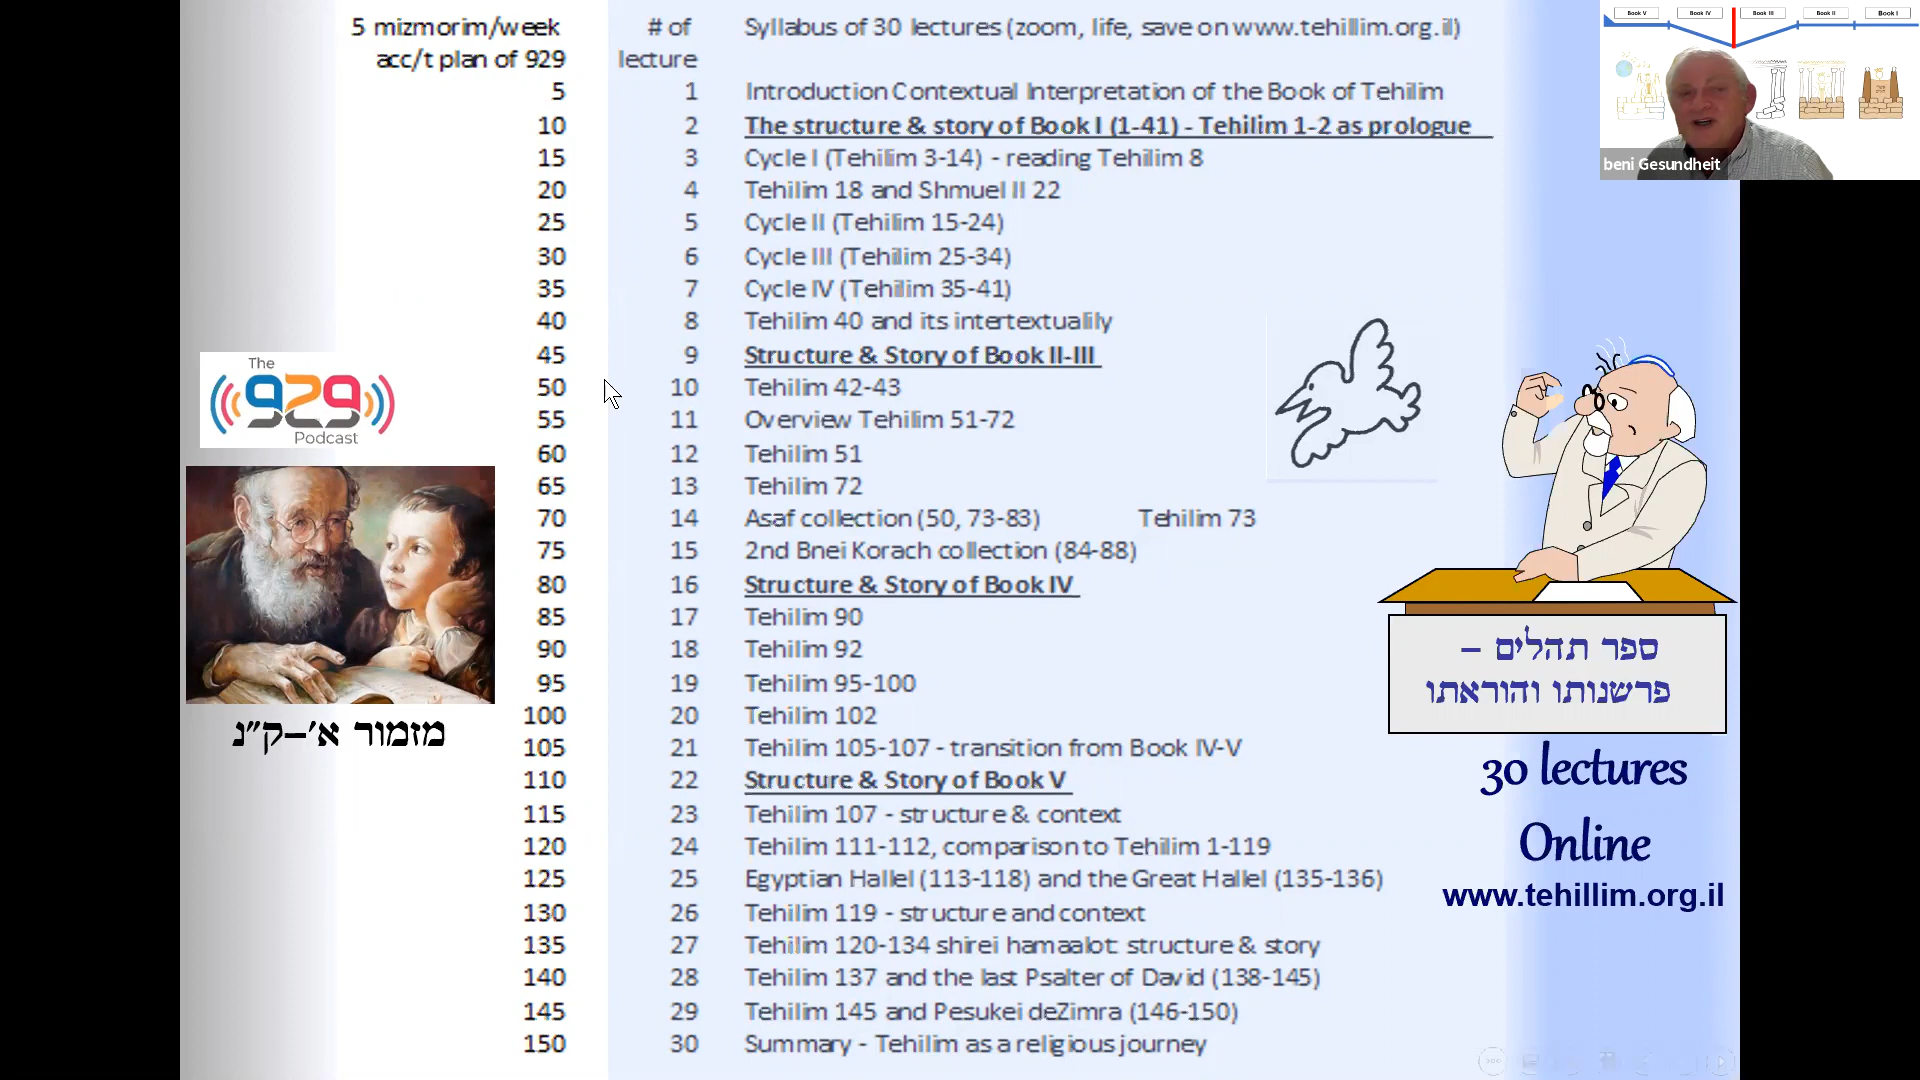 5 mizmorim/week # of Syllabus of 30 lectures (zoom, life, save on www.tehillim.org.il)
acc/t plan of 929 lecture
5 1 Introduction Contextual Interpretation of the Book of Tehilim
10 2 The structure & story of Book I (1-41) - Tehilim 1-2 as prologue
15 3 Cycle I (Tehilim 3-14) - reading Tehilim 8
20 4 Tehilim 18 and Shmuel II 22
25 5 Cycle II (Tehilim 15-24)
30 6 Cycle III (Tehilim 25-34)
35 7 Cycle IV (Tehilim 35-41)
40 8 Tehilim 40 and its intertextualily
45 9 Structure & Story of Book II-III
50 10 Tehilim 42-43
55 11 Overview Tehilim 51-72
60 12 Tehilim 51
65 13 Tehilim 72
70 14 Asaf collection (50, 73-83) Tehilim 73
75 15 2nd Bnei Korach collection (84-88)
80 16 Structure & Story of Book IV
85 17 Tehilim 90
90 18 Tehilim 92
95 19 Tehilim 95-100
100 20 Tehilim 102
105 21 Tehilim 105-107 - transition from Book IV-V
110 22 Structure & Story of Book V
115 23 Tehilim 107 - structure & context
120 24 Tehilim 111-112, comparison to Tehilim 1-119
125 25 Egyptian Hallel (113-118) and the Great Hallel (135-136)
130 26 Tehilim 119 - structure and context
135 27 Tehilim 120-134 shirei hamaalot: structure & story
140 28 Tehilim 137 and the last Psalter of David (138-145)
145 29 Tehilim 145 and Pesukei deZimra (146-150)
150 30 Summary - Tehilim as a religious journey
The
929
Podcast
מזמור א'–ק"נ
Book V Book IV Book III Book II Book I
beni Gesundheit
ספר תהלים –
פרשנותו והוראתו
30 lectures
Online
www.tehillim.org.il